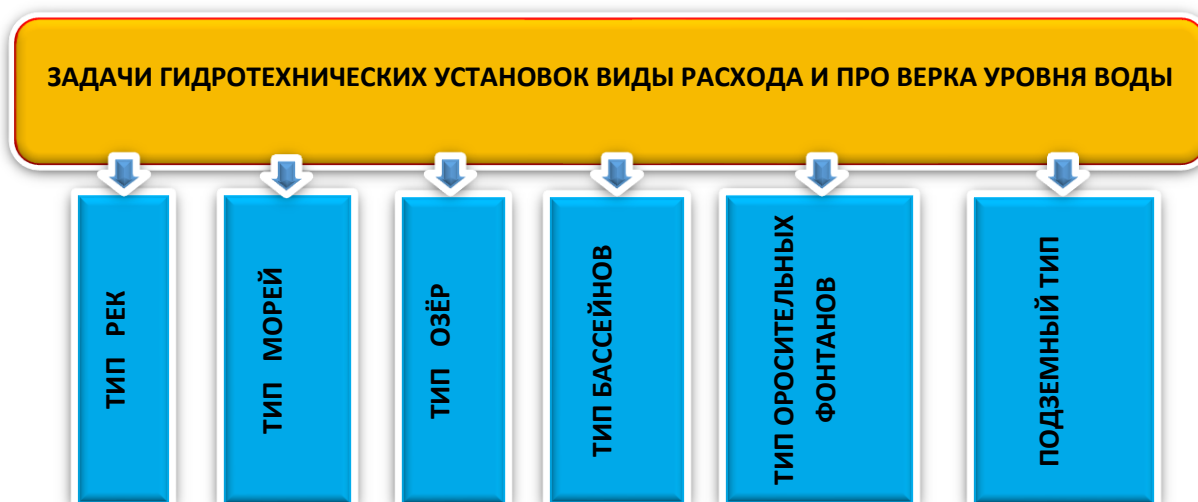 ЗАДАЧИ ГИДРОТЕХНИЧЕСКИХ УСТАНОВОК ВИДЫ РАСХОДА И ПРО ВЕРКА УРОВНЯ ВОДЫ
ТИП РЕК
ТИП МОРЕЙ
ТИП ОЗЁР
ТИП БАССЕЙНОВ
ТИП ОРОСИТЕЛЬНЫХ
ФОНТАНОВ
ПОДЗЕМНЫЙ ТИП